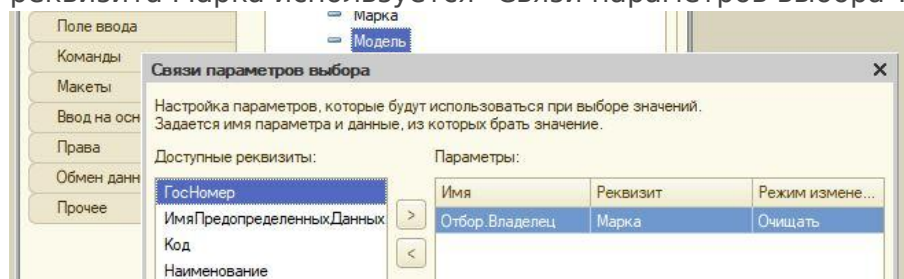 реквизита Марка используется "Связи параметров выбора".
Поле ввода
Команды
Макеты
Ввод на осн
Права
Обмен данн
Прочее
Марка
Модель
Связи параметров выбора
Настройка параметров, которые будут использоваться при выборе значений.
Задается имя параметра и данные, из которых брать значение.
Доступные реквизиты:
ГосНомер
ИмяПредопределенныхДанных
Код
Наименование
>
<
Параметры:
Имя Реквизит Режим измене...
Отбор.Владелец Марка Очищать